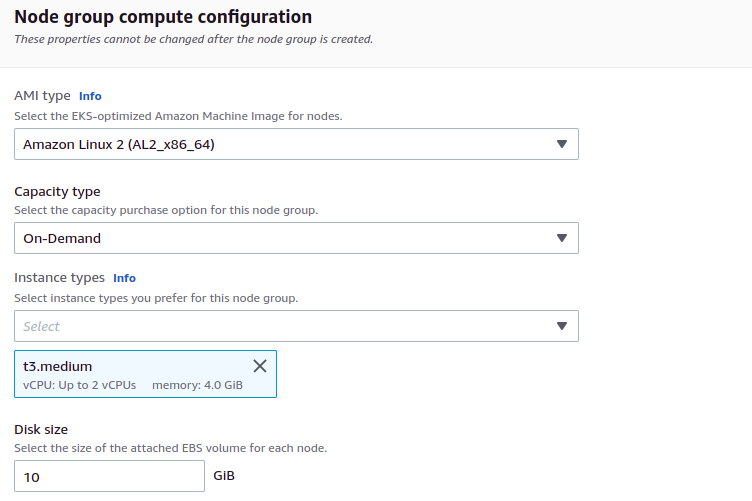 Node group compute configuration
These properties cannot be changed after the node group is created.
AMI type Info
Select the EKS-optimized Amazon Machine Image for nodes.
Amazon Linux 2 (AL2_x86_64)
Capacity type
Select the capacity purchase option for this node group.
On-Demand
Instance types Info
Select instance types you prefer for this node group.
Select
t3.medium
vCPU: Up to 2 vCPUs memory: 4.0 GiB
Disk size
Select the size of the attached EBS volume for each node.
10 GiB